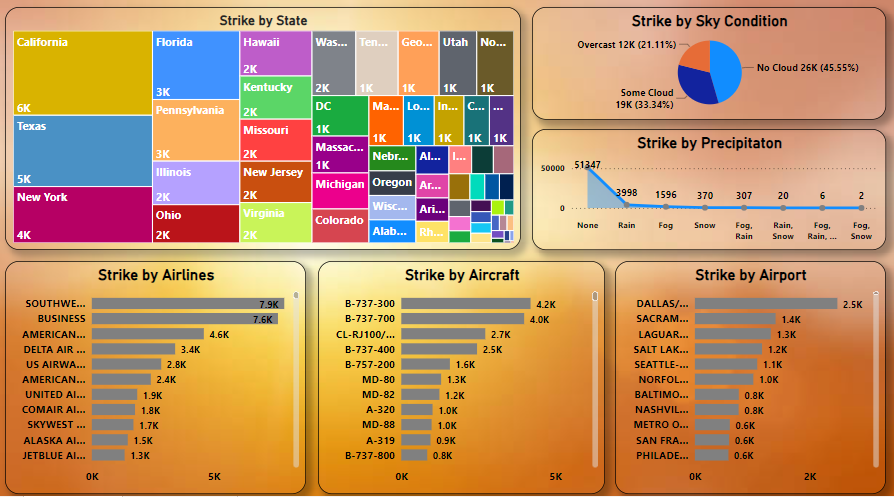 Strike by State
California
6K
Texas
5K
New York
4K
Florida
3K
Pennsylvania
3K
Illinois
2K
Ohio
2K
Hawaii
2K
Kentucky
2K
Missouri
2K
New Jersey
2K
Virginia
2K
Was...
2K
Ten...
1K
Geo...
1K
Utah
1K
No...
1K
DC
1K
Massac...
1K
Michigan
Colorado
Ma...
1K
Lo...
1K
In...
1K
C...
1K
...
1K
Nebr...
Oregon
Wisc...
Alab...
Al...
Ar...
Ari...
Rh...
I...
Strike by Sky Condition
Overcast 12K (21.11%)
No Cloud 26K (45.55%)
Some Cloud
19K (33.34%)
Strike by Precipitaton
50000
0
51347
3998
1596
370
307
20
6
2
None
Rain
Fog
Snow
Fog,
Rain
Rain,
Snow
Fog,
Rain, ...
Fog,
Snow
Strike by Airlines
SOUTHWE... 7.9K
BUSINESS 7.6K
AMERICAN... 4.6K
DELTA AIR ... 3.4K
US AIRWA... 2.8K
AMERICAN... 2.4K
UNITED AI... 1.9K
COMAIR AI... 1.8K
SKYWEST ... 1.7K
ALASKA AI... 1.5K
JETBLUE AI... 1.3K
0K 5K
Strike by Aircraft
B-737-300 4.2K
B-737-700 4.0K
CL-RJ100/... 2.7K
B-737-400 2.5K
B-757-200 1.6K
MD-80 1.3K
MD-82 1.2K
A-320 1.0K
MD-88 1.0K
A-319 0.9K
B-737-800 0.8K
0K 5K
Strike by Airport
DALLAS/... 2.5K
SACRAM... 1.4K
LAGUAR... 1.3K
SALT LAK... 1.2K
SEATTLE-... 1.1K
NORFOL... 1.0K
BALTIMO... 0.8K
NASHVIL... 0.8K
METRO O... 0.6K
SAN FRA... 0.6K
PHILADE... 0.6K
0K 2K